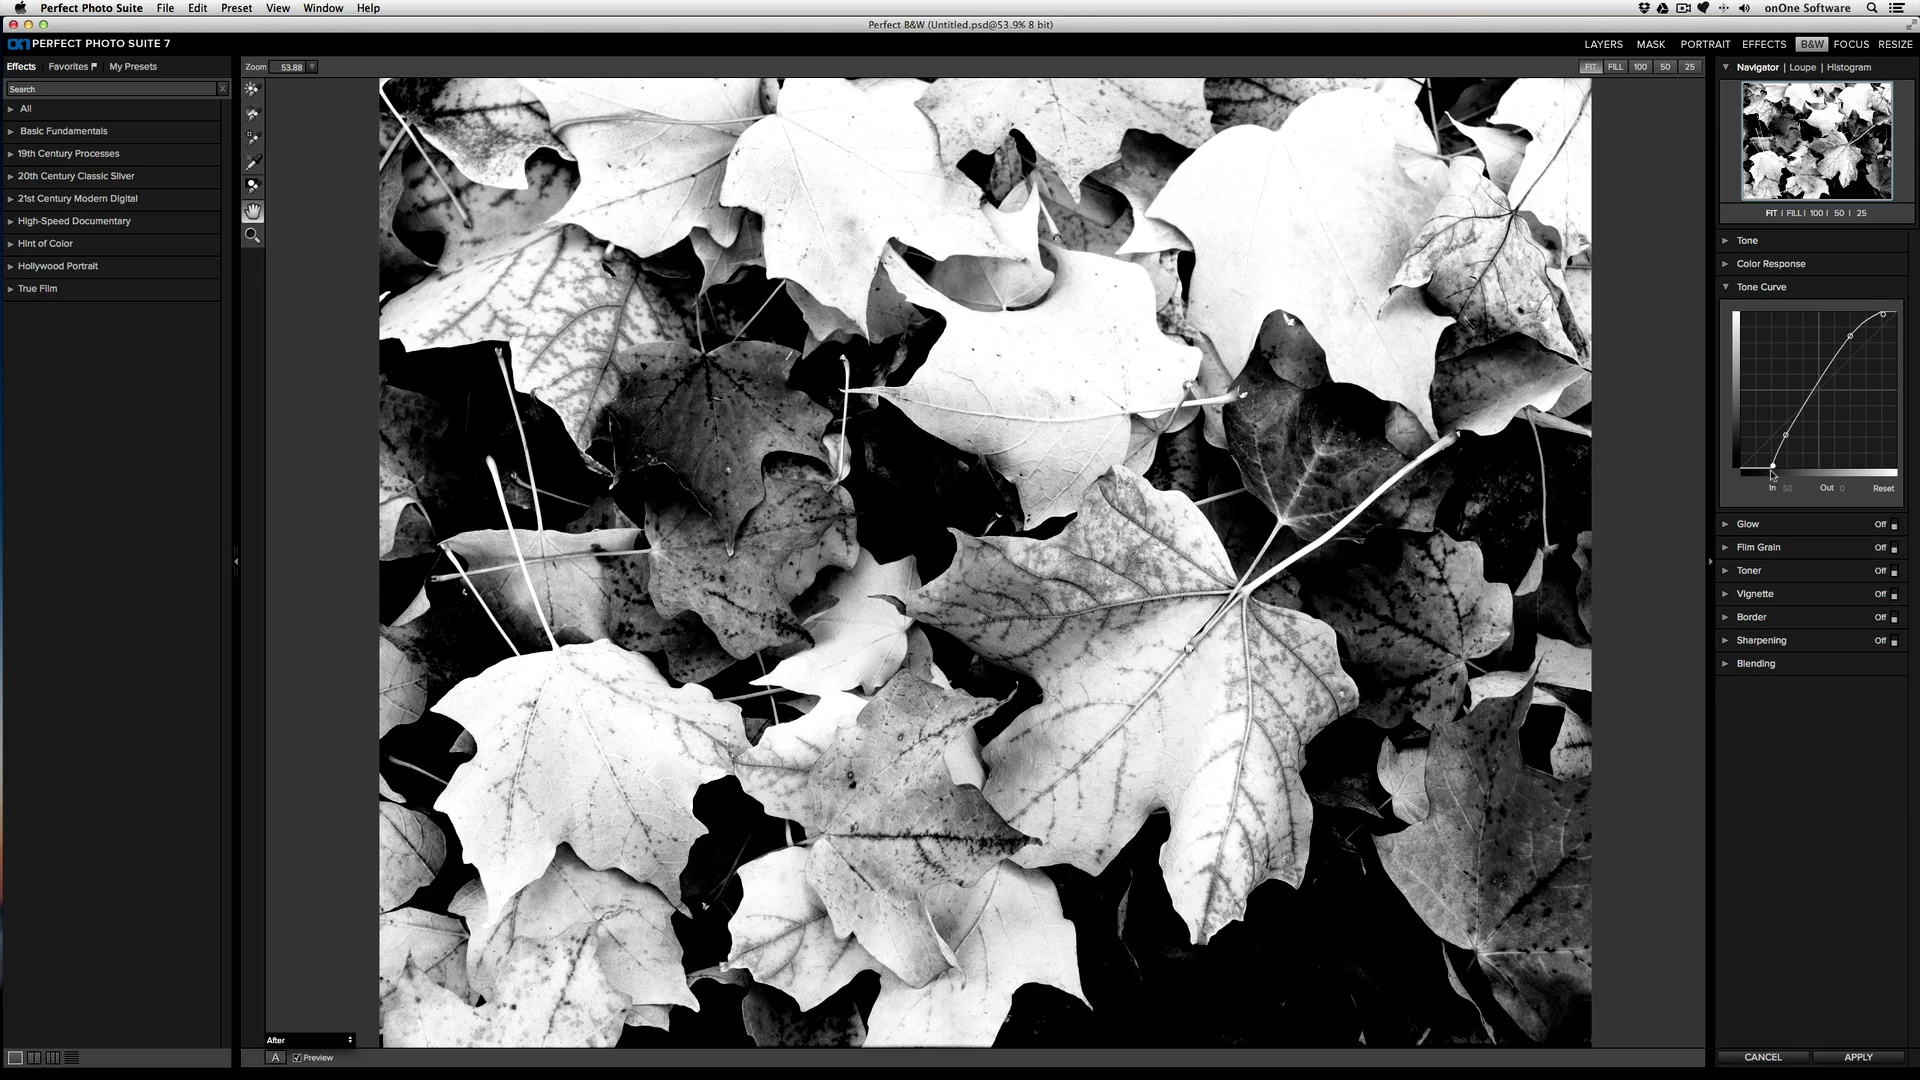 Perfect Photo Suite File Edit Preset View Window Help onOne Software
Perfect B&W (Untitled.psd@53.9% 8 bit)
on PERFECT PHOTO SUITE 7 LAYERS MASK PORTRAIT EFFECTS B&W FOCUS RESIZE
Effects Favorites My Presets Zoom 53.88 FIT FILL 100 50 25 Navigator | Loupe | Histogram
Search X
All
Basic Fundamentals
19th Century Processes
20th Century Classic Silver
21st Century Modern Digital
High-Speed Documentary
Hint of Color
Hollywood Portrait
True Film
FIT | FILL | 100 | 50 | 25
Tone
Color Response
Tone Curve
In 50 Out 0 Reset
Glow Off
Film Grain Off
Toner Off
Vignette Off
Border Off
Sharpening Off
Blending
After
A Preview
CANCEL APPLY